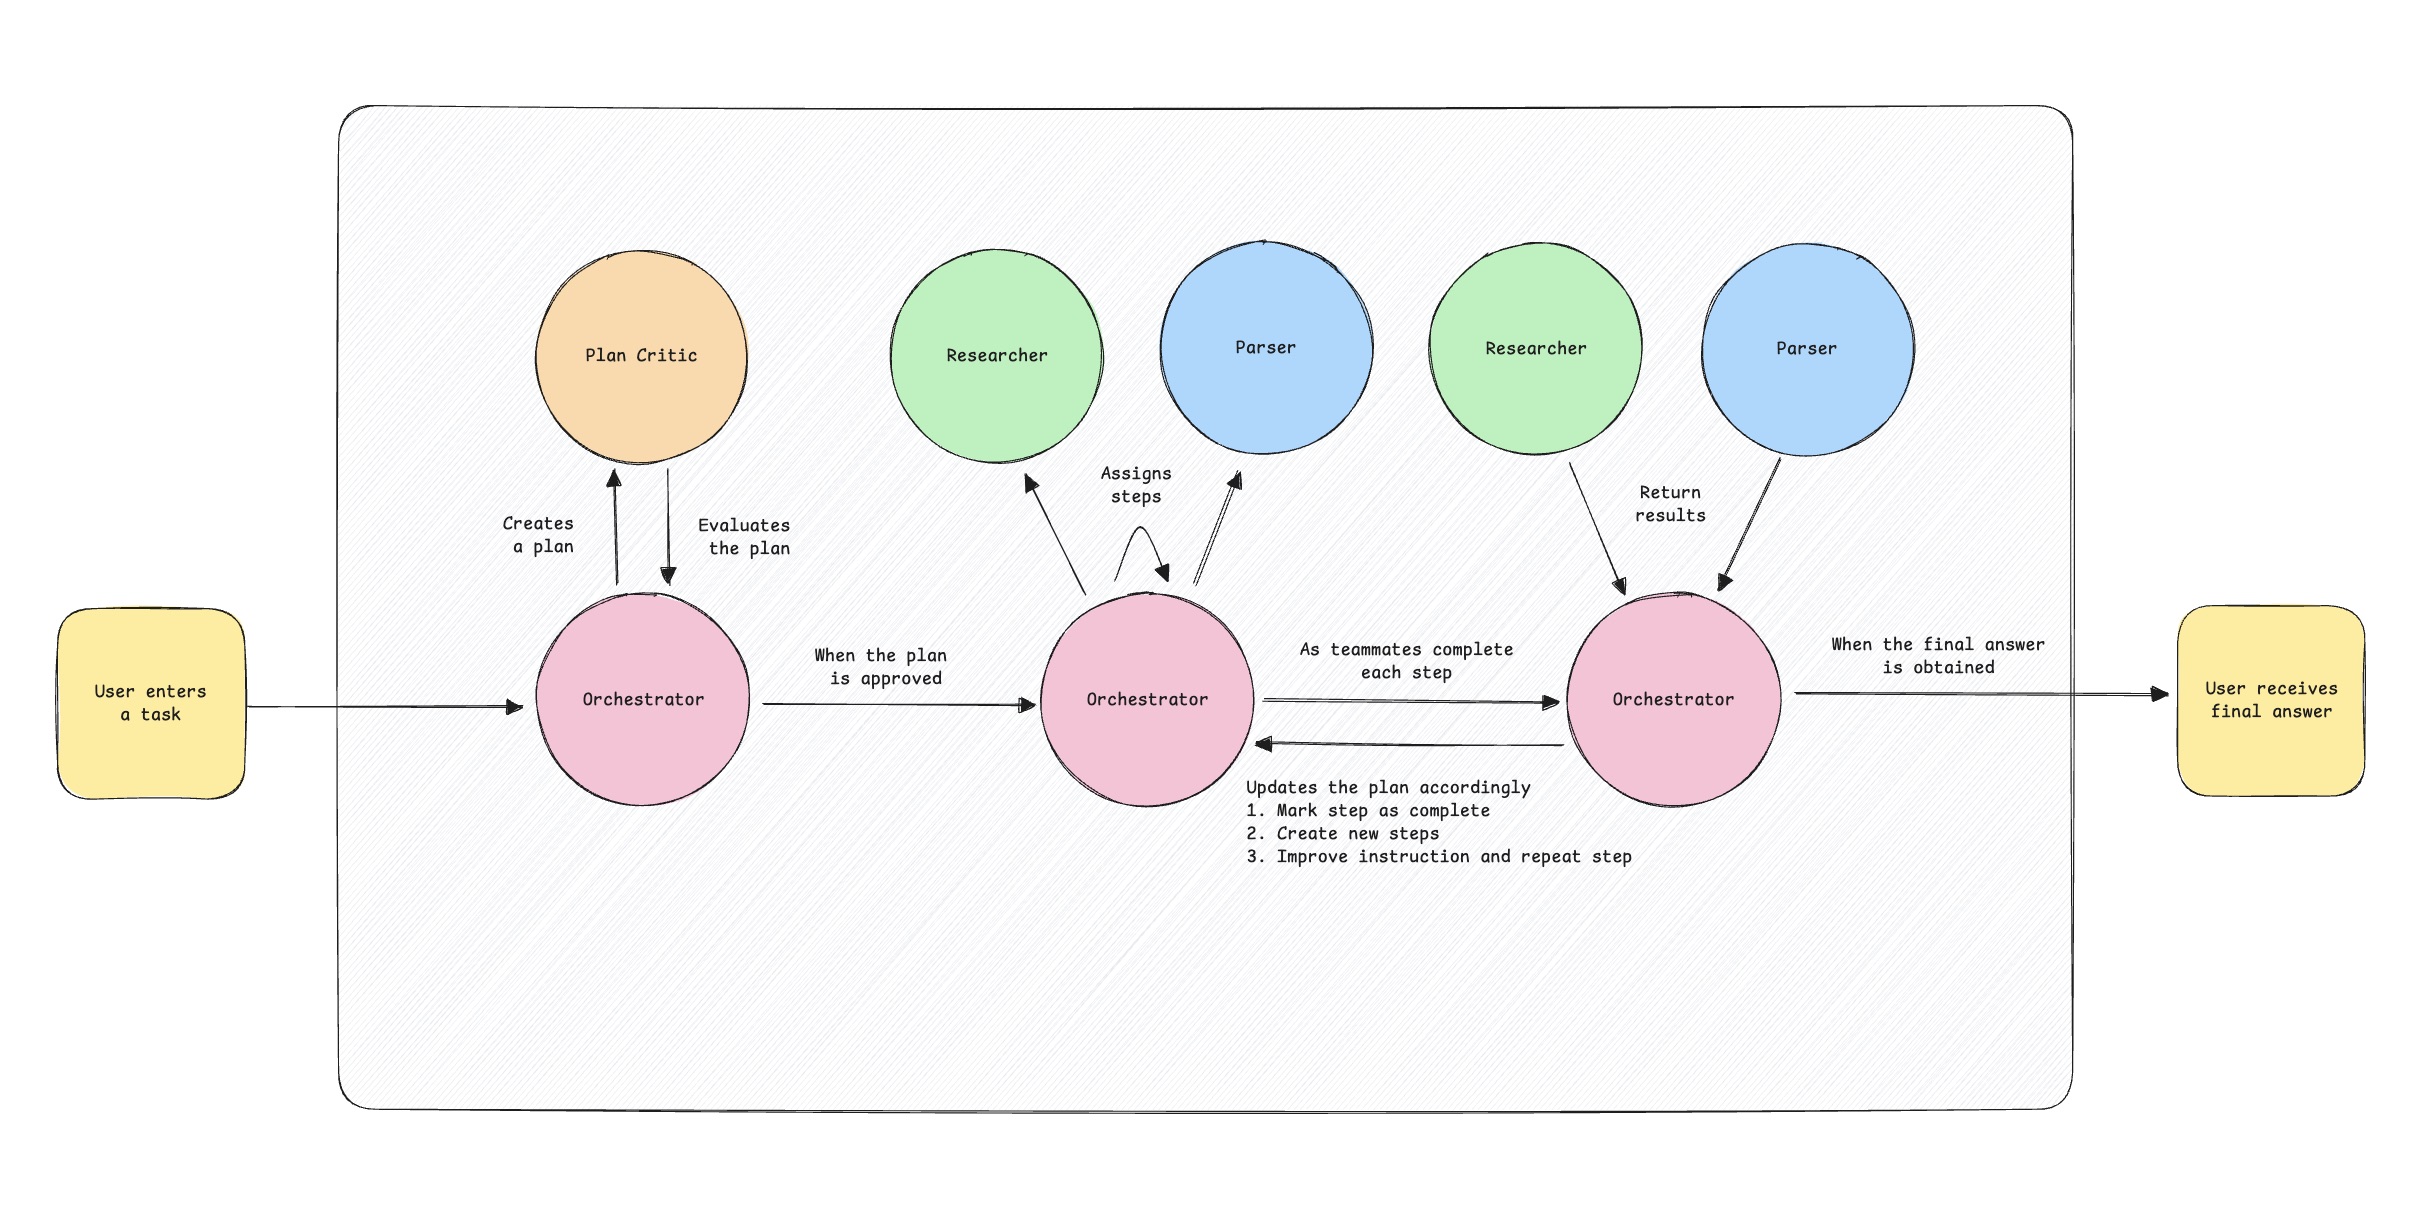 Plan Critic
Researcher
Parser
Researcher
Parser
Assigns
steps
Return
results
Creates
a plan
Evaluates
the plan
User enters
a task
Orchestrator
When the plan
is approved
Orchestrator
As teammates complete
each step
Orchestrator
When the final answer
is obtained
User receives
final answer
Updates the plan accordingly
1. Mark step as complete
2. Create new steps
3. Improve instruction and repeat step